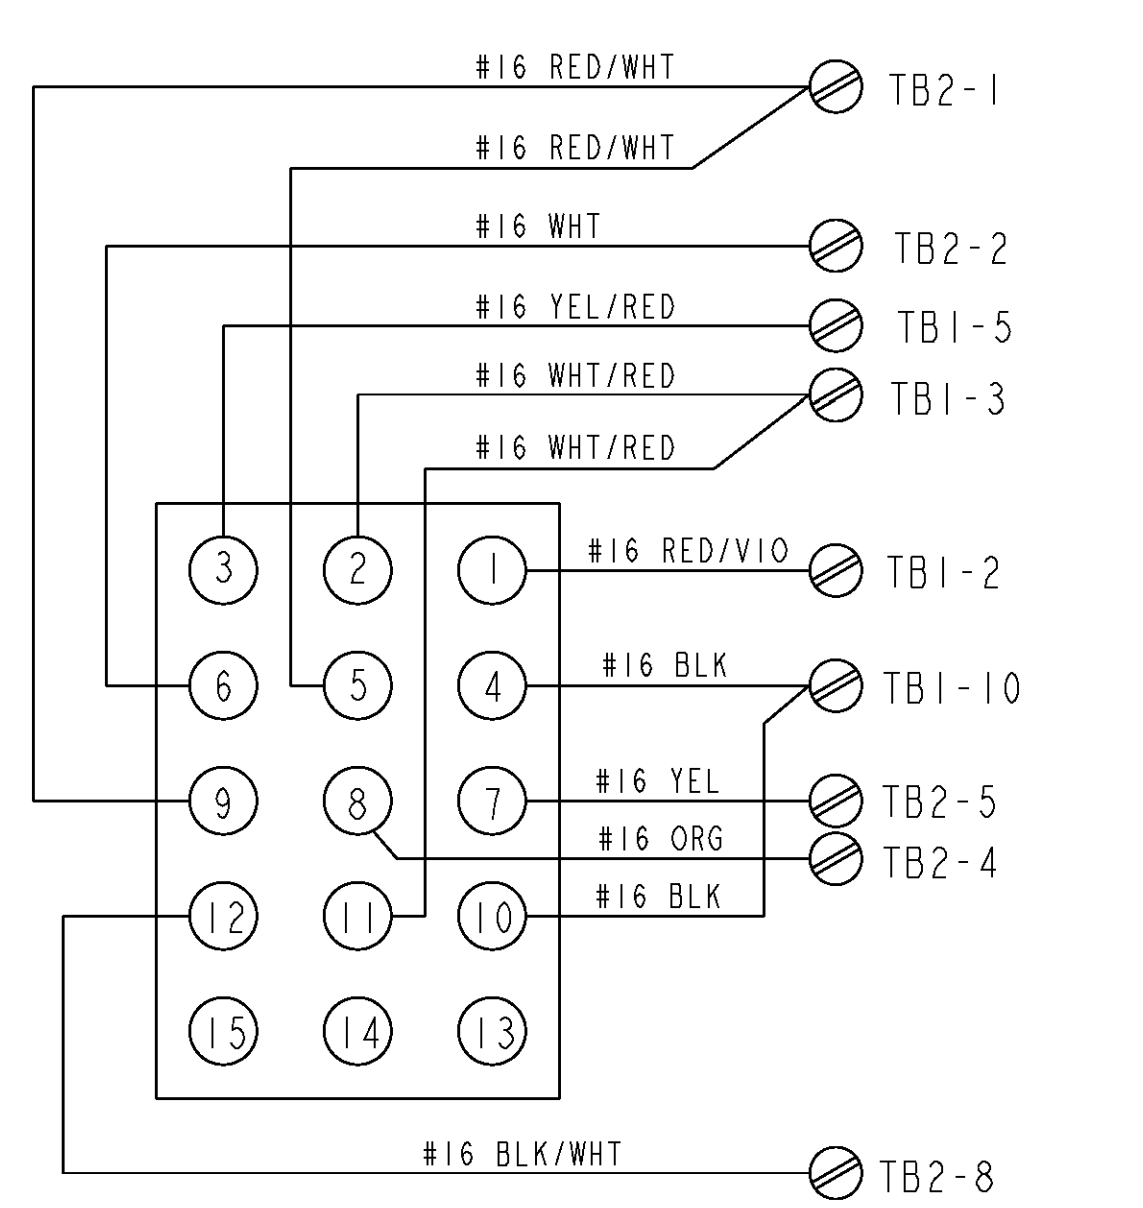 #16 RED/WHT
TB2-1
#16 RED/WHT
#16 WHT
TB2-2
#16 YEL/RED
TB1-5
#16 WHT/RED
TB1-3
#16 WHT/RED
3 2 1
#16 RED/VIO
TB1-2
6 5 4
#16 BLK
TB1-10
9 8 7
#16 YEL
TB2-5
#16 ORG
TB2-4
#16 BLK
12 11 10
15 14 13
#16 BLK/WHT
TB2-8